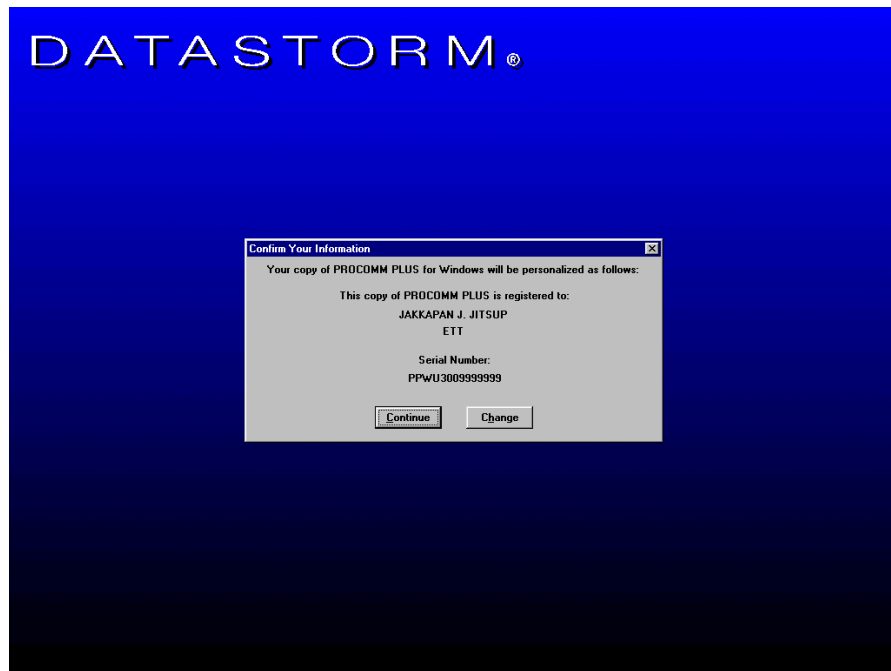 DATASTORM®
Confirm Your Information
Your copy of PROCOMM PLUS for Windows will be personalized as follows:
This copy of PROCOMM PLUS is registered to:
JAKKAPAN J. JITSUP
ETT
Serial Number:
PPWU3009999999
Continue
Change